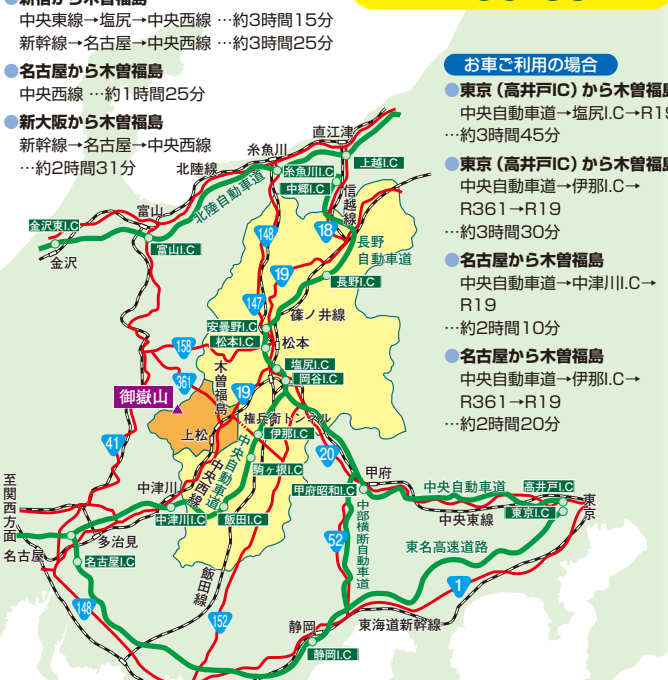 新宿から木曽福島
中央東線→塩尻→中央西線 …約3時間15分
新幹線→名古屋→中央西線 …約3時間25分
●名古屋から木曽福島
中央西線 …約1時間25分
●新大阪から木曽福島
新幹線→名古屋→中央西線
…約2時間31分
お車ご利用の場合
●東京（高井戸IC）から木曽福島
中央自動車道→塩尻I.C→R19
…約3時間45分
●東京（高井戸IC）から木曽福島
中央自動車道→伊那I.C→
R361→R19
…約3時間30分
●名古屋から木曽福島
中央自動車道→中津川I.C→
R19
…約2時間10分
●名古屋から木曽福島
中央自動車道→伊那I.C→
R361→R19
…約2時間20分
直江津
糸魚川
北陸線
糸魚川I.C
上越I.C
中郷I.C
北陸自動車道
信越線
富山
金沢東I.C
富山I.C
金沢
148
18
長野自動車道
19
長野I.C
147
篠ノ井線
安曇野I.C
松本I.C
松本
158
塩尻I.C
岡谷I.C
361
木曽福島
19
御嶽山
権兵衛トンネル
上松
伊那I.C
41
20
中央自動車道
中央西線
駒ヶ根I.C
甲府
中津川
甲府昭和I.C
中央自動車道
高井戸I.C
至関西方面
中津川I.C
飯田I.C
中央東線
東京I.C
東京
多治見
名古屋
名古屋I.C
52
中部横断自動車道
東名高速道路
飯田線
1
148
152
静岡
東海道新幹線
静岡I.C